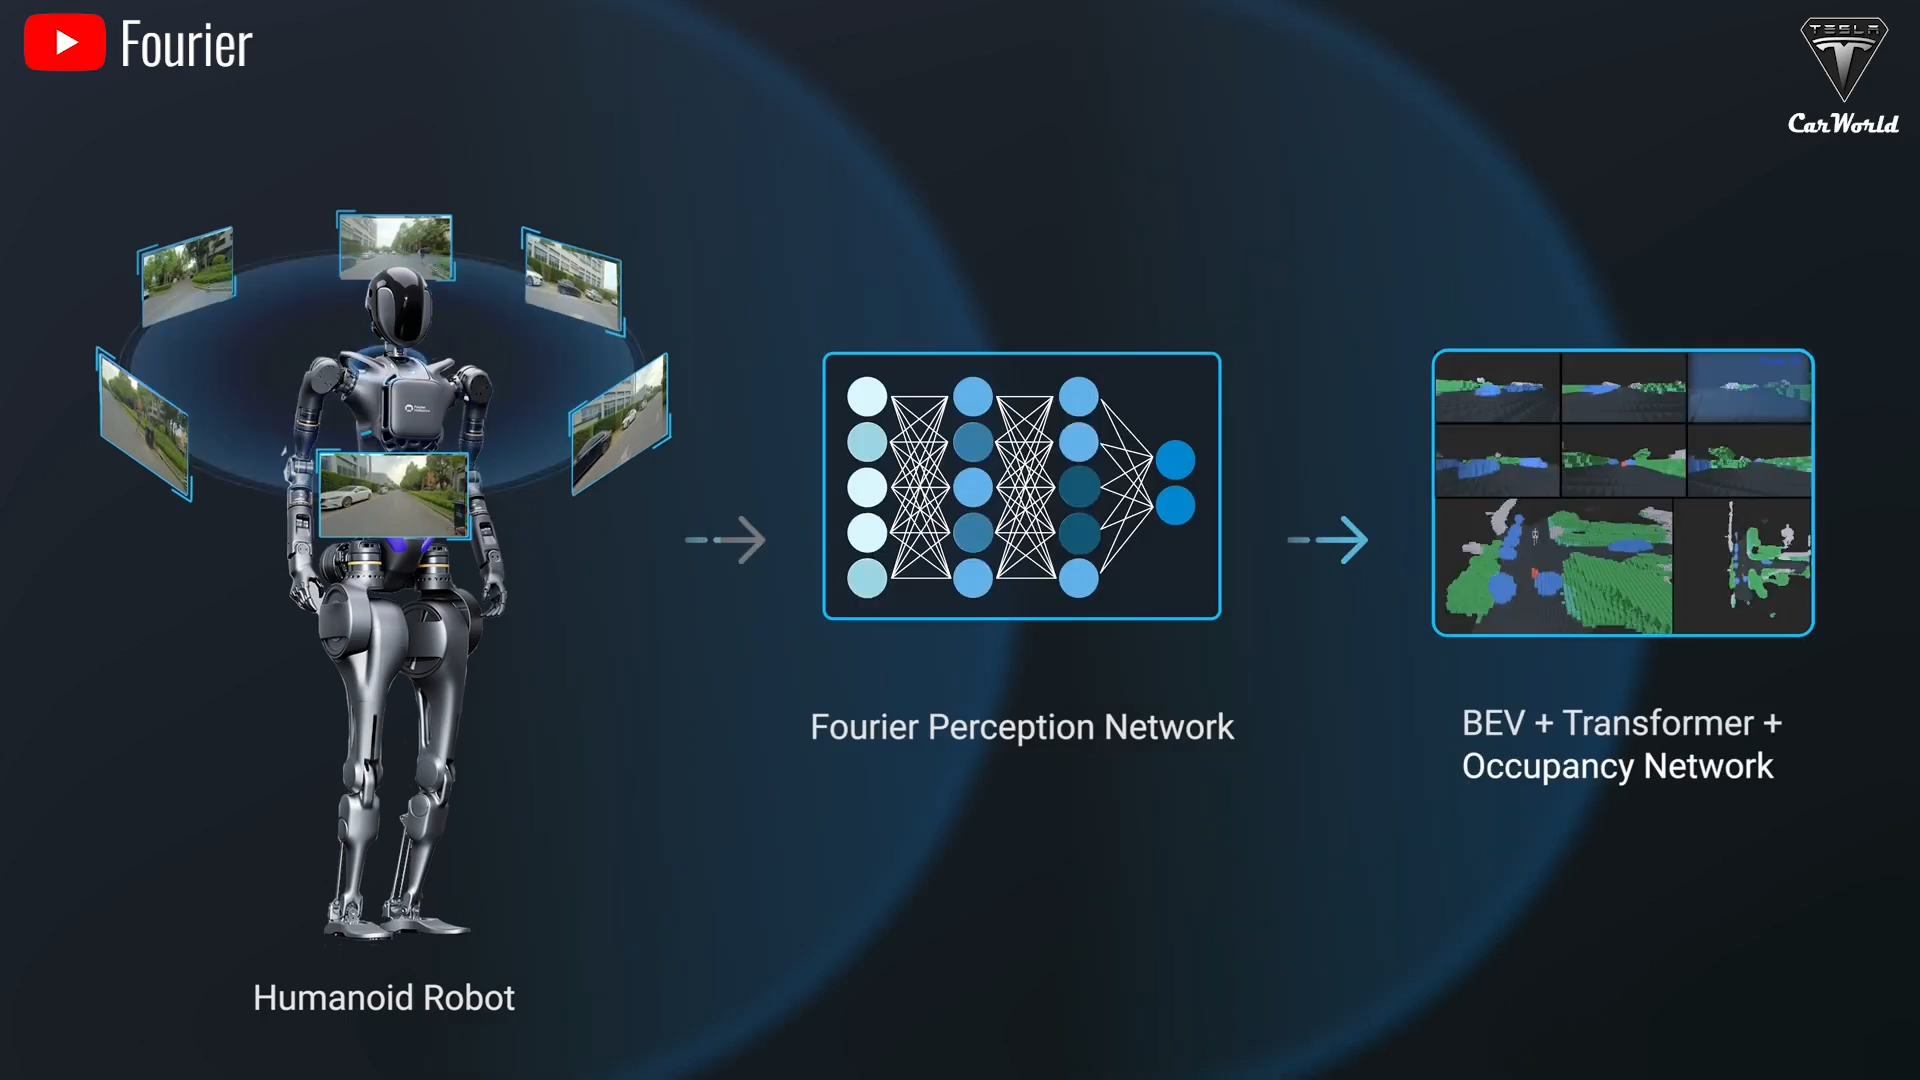 Fourier
TESLA
CarWorld
Humanoid Robot
Fourier Perception Network
BEV + Transformer +
Occupancy Network